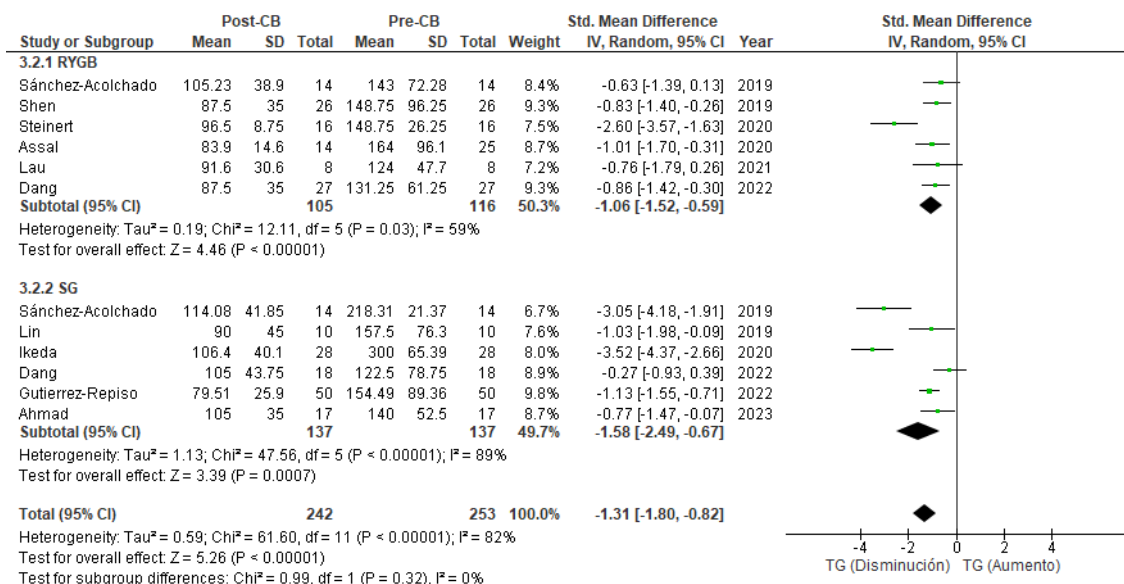 Post-CB Pre-CB Std. Mean Difference Std. Mean Difference
Study or Subgroup Mean SD Total Mean SD Total Weight IV, Random, 95% CI Year IV, Random, 95% CI
3.2.1 RYGB
Sánchez-Acolchado 105.23 38.9 14 143 72.28 14 8.4% -0.63 [-1.39, 0.13] 2019
Shen 87.5 35 26 148.75 96.25 26 9.3% -0.83 [-1.40, -0.26] 2019
Steinert 96.5 8.75 16 148.75 26.25 16 7.5% -2.60 [-3.57, -1.63] 2020
Assal 83.9 14.6 14 164 96.1 25 8.7% -1.01 [-1.70, -0.31] 2020
Lau 91.6 30.6 8 124 47.7 8 7.2% -0.76 [-1.79, 0.26] 2021
Dang 87.5 35 27 131.25 61.25 27 9.3% -0.86 [-1.42, -0.30] 2022
Subtotal (95% CI) 105 116 50.3% -1.06 [-1.52, -0.59]
Heterogeneity: Tau² = 0.19; Chi² = 12.11, df = 5 (P = 0.03); I² = 59%
Test for overall effect: Z = 4.46 (P < 0.00001)
3.2.2 SG
Sánchez-Acolchado 114.08 41.85 14 218.31 21.37 14 6.7% -3.05 [-4.18, -1.91] 2019
Lin 90 45 10 157.5 76.3 10 7.6% -1.03 [-1.98, -0.09] 2019
Ikeda 106.4 40.1 28 300 65.39 28 8.0% -3.52 [-4.37, -2.66] 2020
Dang 105 43.75 18 122.5 78.75 18 8.9% -0.27 [-0.93, 0.39] 2022
Gutierrez-Repiso 79.51 25.9 50 154.49 89.36 50 9.8% -1.13 [-1.55, -0.71] 2022
Ahmad 105 35 17 140 52.5 17 8.7% -0.77 [-1.47, -0.07] 2023
Subtotal (95% CI) 137 137 49.7% -1.58 [-2.49, -0.67]
Heterogeneity: Tau² = 1.13; Chi² = 47.56, df = 5 (P < 0.00001); I² = 89%
Test for overall effect: Z = 3.39 (P = 0.0007)
Total (95% CI) 242 253 100.0% -1.31 [-1.80, -0.82]
Heterogeneity: Tau² = 0.59; Chi² = 61.60, df = 11 (P < 0.00001); I² = 82%
Test for overall effect: Z = 5.26 (P < 0.00001)
Test for subgroup differences: Chi² = 0.99, df = 1 (P = 0.32), I² = 0%
-4 -2 0 2 4
TG (Disminución) TG (Aumento)